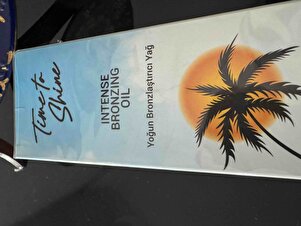 Time to
Shine
INTENSE
BRONZING
OIL
Yoğun Bronzlaştırıcı Yağ